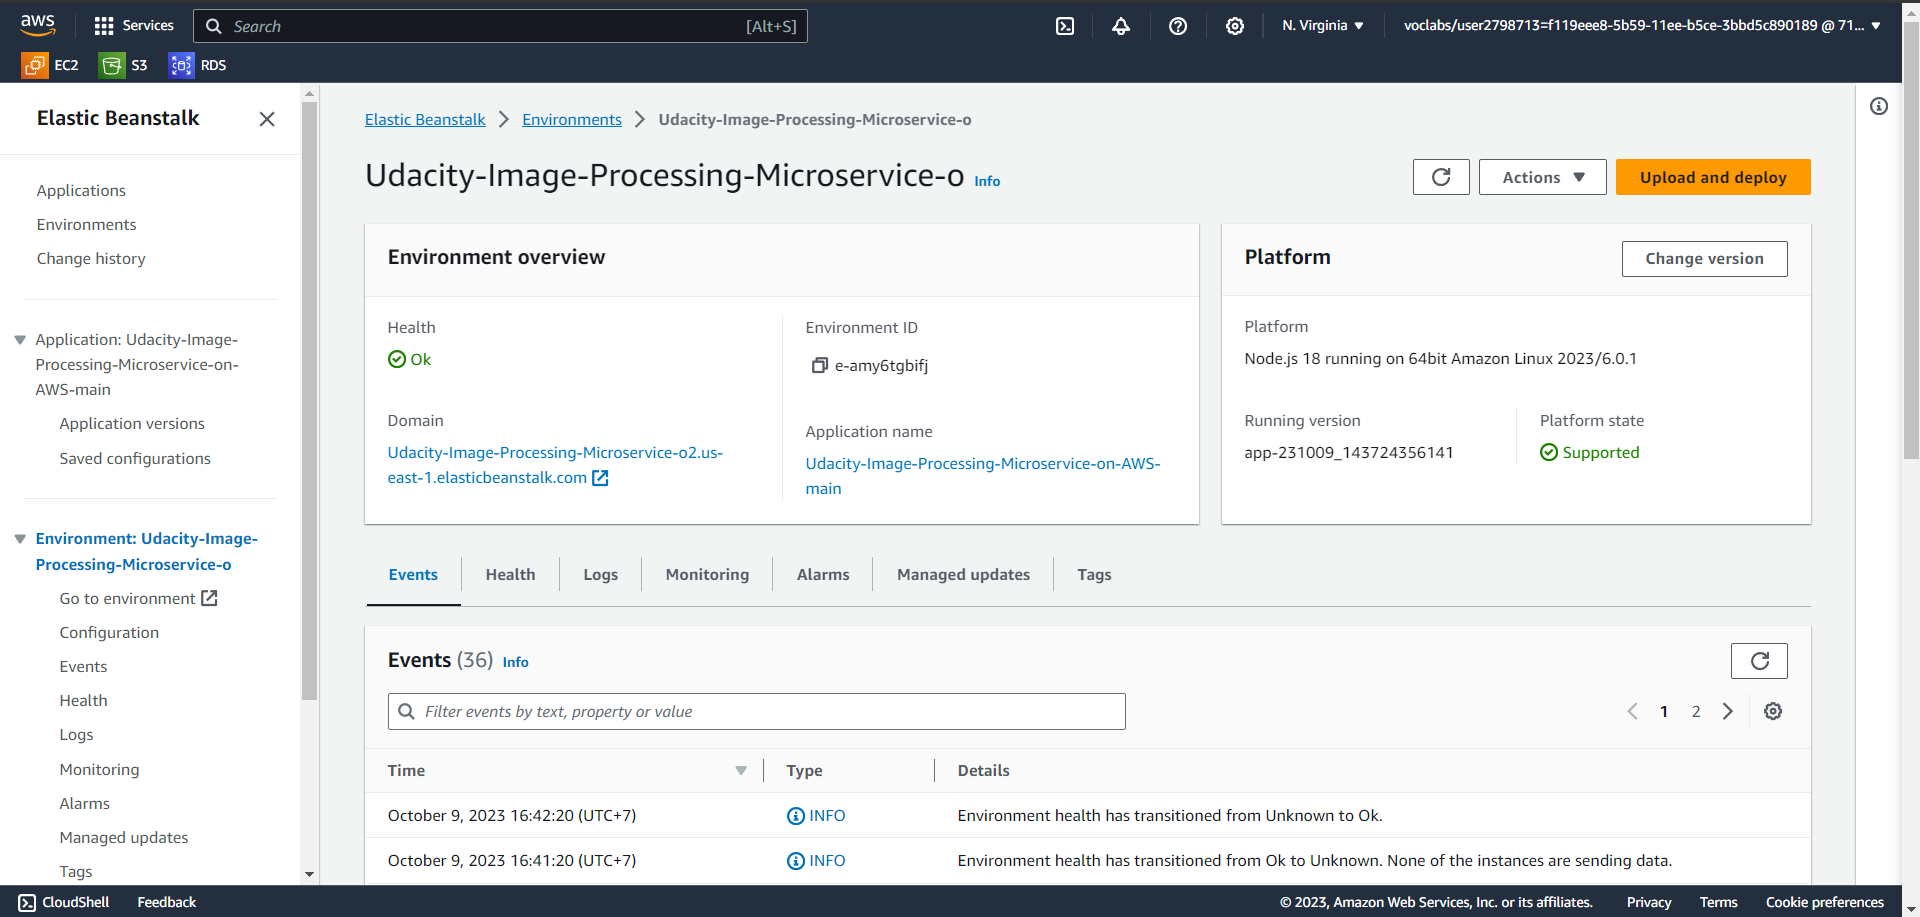 aws
Services
Search
[Alt+S]
N. Virginia
voclabs/user2798713=f119eee8-5b59-11ee-b5ce-3bbd5c890189 @ 71...
EC2
S3
RDS
Elastic Beanstalk
Applications
Environments
Change history
Application: Udacity-Image-
Processing-Microservice-on-
AWS-main
Application versions
Saved configurations
Environment: Udacity-Image-
Processing-Microservice-o
Go to environment
Configuration
Events
Health
Logs
Monitoring
Alarms
Managed updates
Tags
Elastic Beanstalk
Environments
Udacity-Image-Processing-Microservice-o
Udacity-Image-Processing-Microservice-o Info
Actions
Upload and deploy
Environment overview
Health
Ok
Domain
Udacity-Image-Processing-Microservice-o2.us-
east-1.elasticbeanstalk.com
Environment ID
e-amy6tgbifj
Application name
Udacity-Image-Processing-Microservice-on-AWS-
main
Platform
Change version
Platform
Node.js 18 running on 64bit Amazon Linux 2023/6.0.1
Running version
app-231009_143724356141
Platform state
Supported
Events
Health
Logs
Monitoring
Alarms
Managed updates
Tags
Events (36) Info
Filter events by text, property or value
1
2
Time
Type
Details
October 9, 2023 16:42:20 (UTC+7)
INFO
Environment health has transitioned from Unknown to Ok.
October 9, 2023 16:41:20 (UTC+7)
INFO
Environment health has transitioned from Ok to Unknown. None of the instances are sending data.
CloudShell
Feedback
© 2023, Amazon Web Services, Inc. or its affiliates.
Privacy
Terms
Cookie preferences